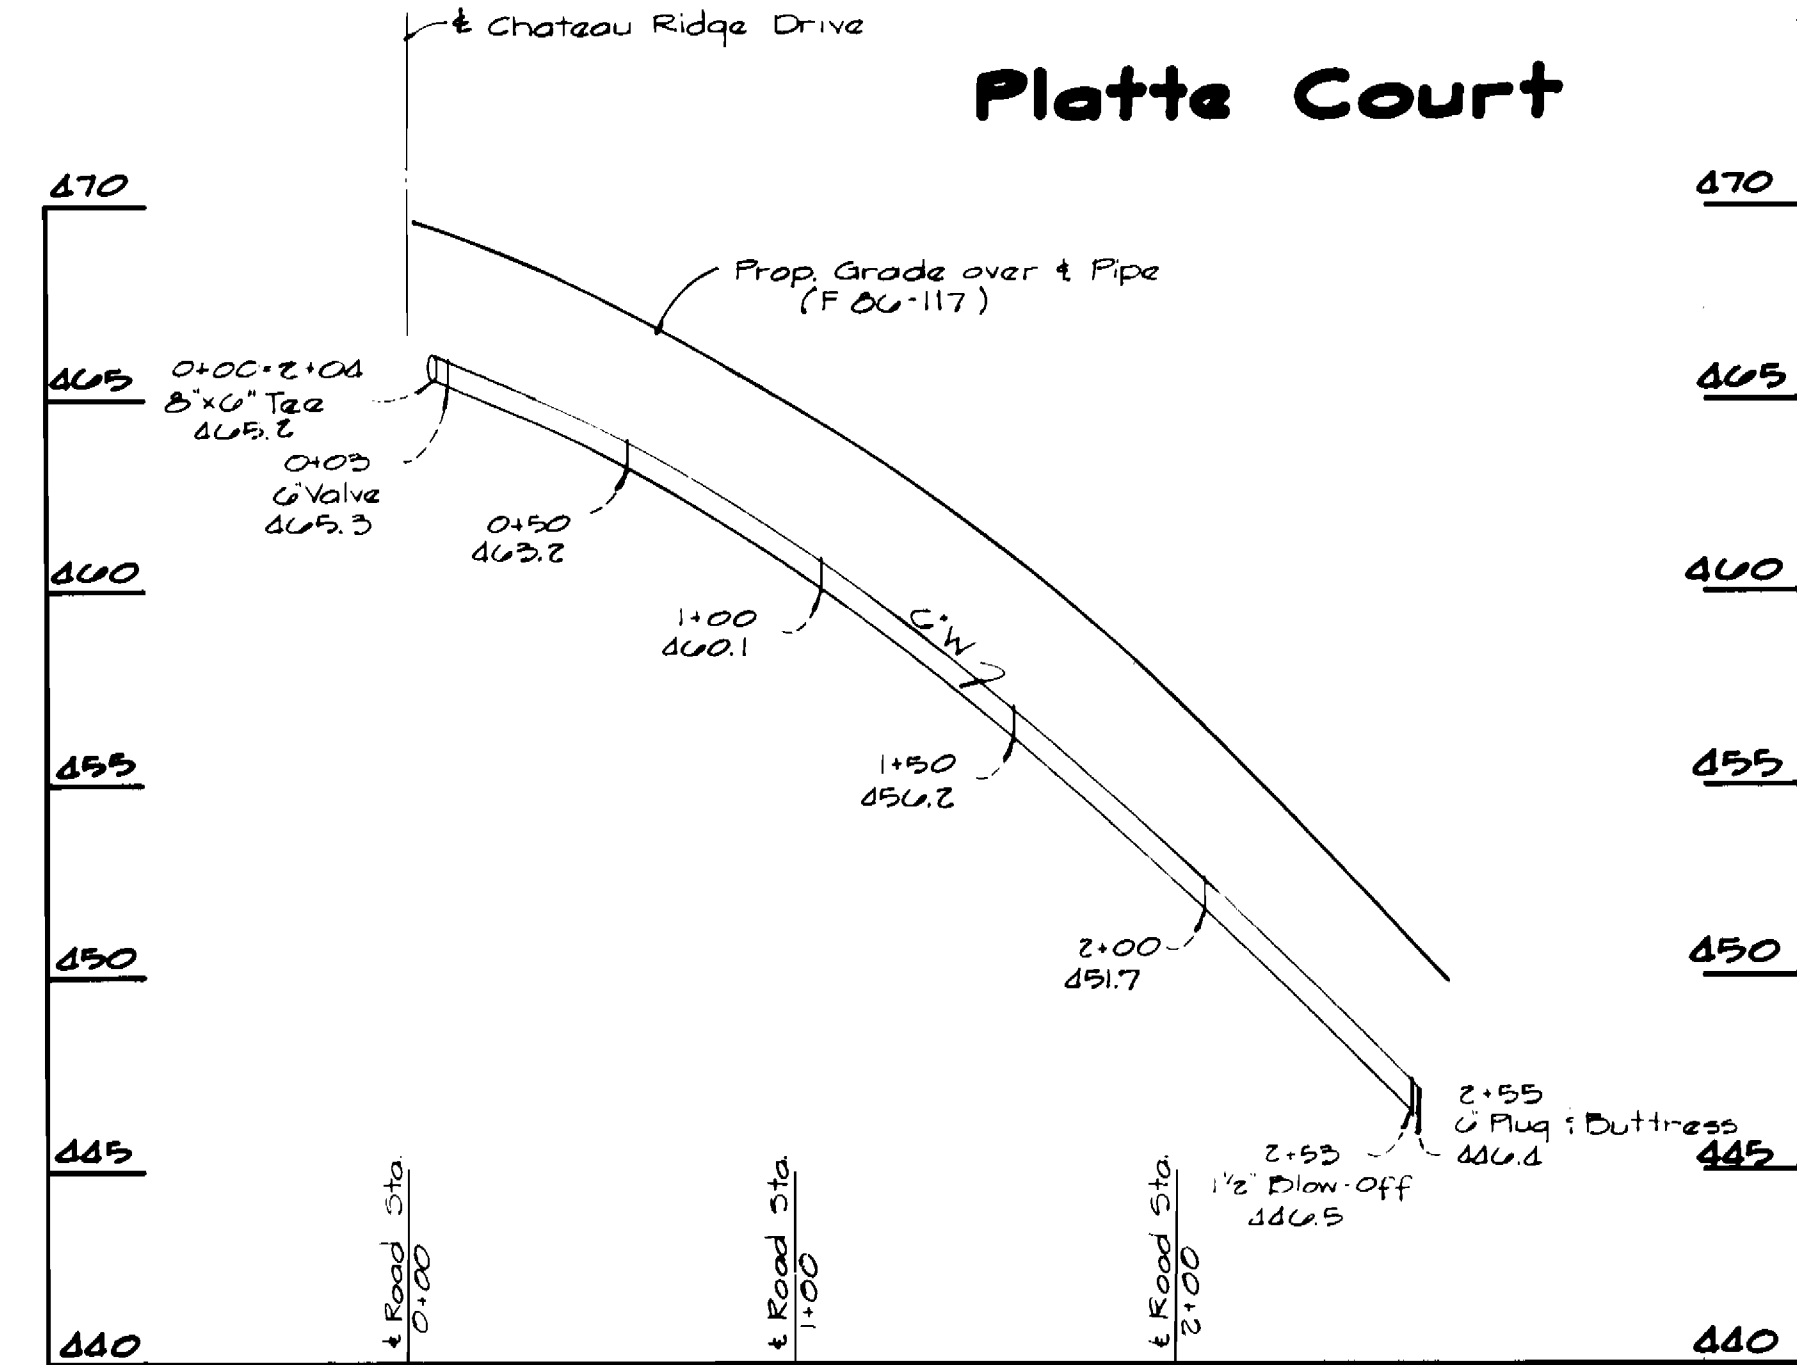 ℄ Chateau Ridge Drive
Platte Court
470
470
Prop. Grade over ℄ Pipe
(F 86-117)
465
0+00=2+04
8"x6" Tee
465.2
465
0+03
6" Valve
465.3
0+50
463.2
460
460
1+00
460.1
6" W
455
1+50
456.2
455
450
2+00
451.7
450
445
2+55
6" Plug & Buttress
446.4
445
2+53
1½" Blow-Off
446.5
℄ Road Sta.
0+00
℄ Road Sta.
1+00
℄ Road Sta.
2+00
440
440